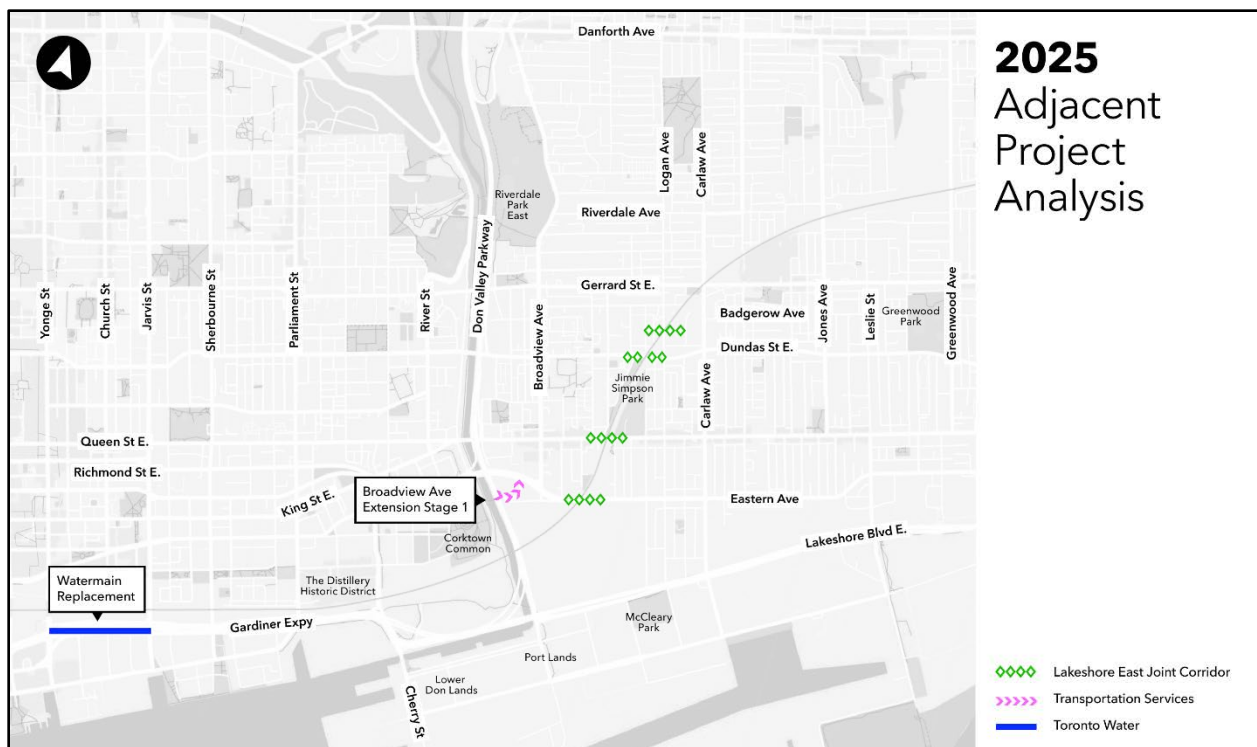 Danforth Ave
2025
Adjacent
Project
Analysis
Logan Ave
Carlaw Ave
Riverdale
Park
East
Riverdale Ave
Don Valley Parkway
Gerrard St E.
Yonge St
Church St
Jarvis St
Sherbourne St
Parliament St
River St
Broadview Ave
Badgerow Ave
Jones Ave
Leslie St
Greenwood
Park
Greenwood Ave
Dundas St E.
Jimmie
Simpson
Park
Carlaw Ave
Queen St E.
Richmond St E.
King St E.
Broadview Ave
Extension Stage 1
Eastern Ave
Corktown
Common
Lakeshore Blvd E.
Watermain
Replacement
The Distillery
Historic District
Gardiner Expy
McCleary
Park
Port Lands
Lower
Don Lands
Cherry St
Lakeshore East Joint Corridor
Transportation Services
Toronto Water